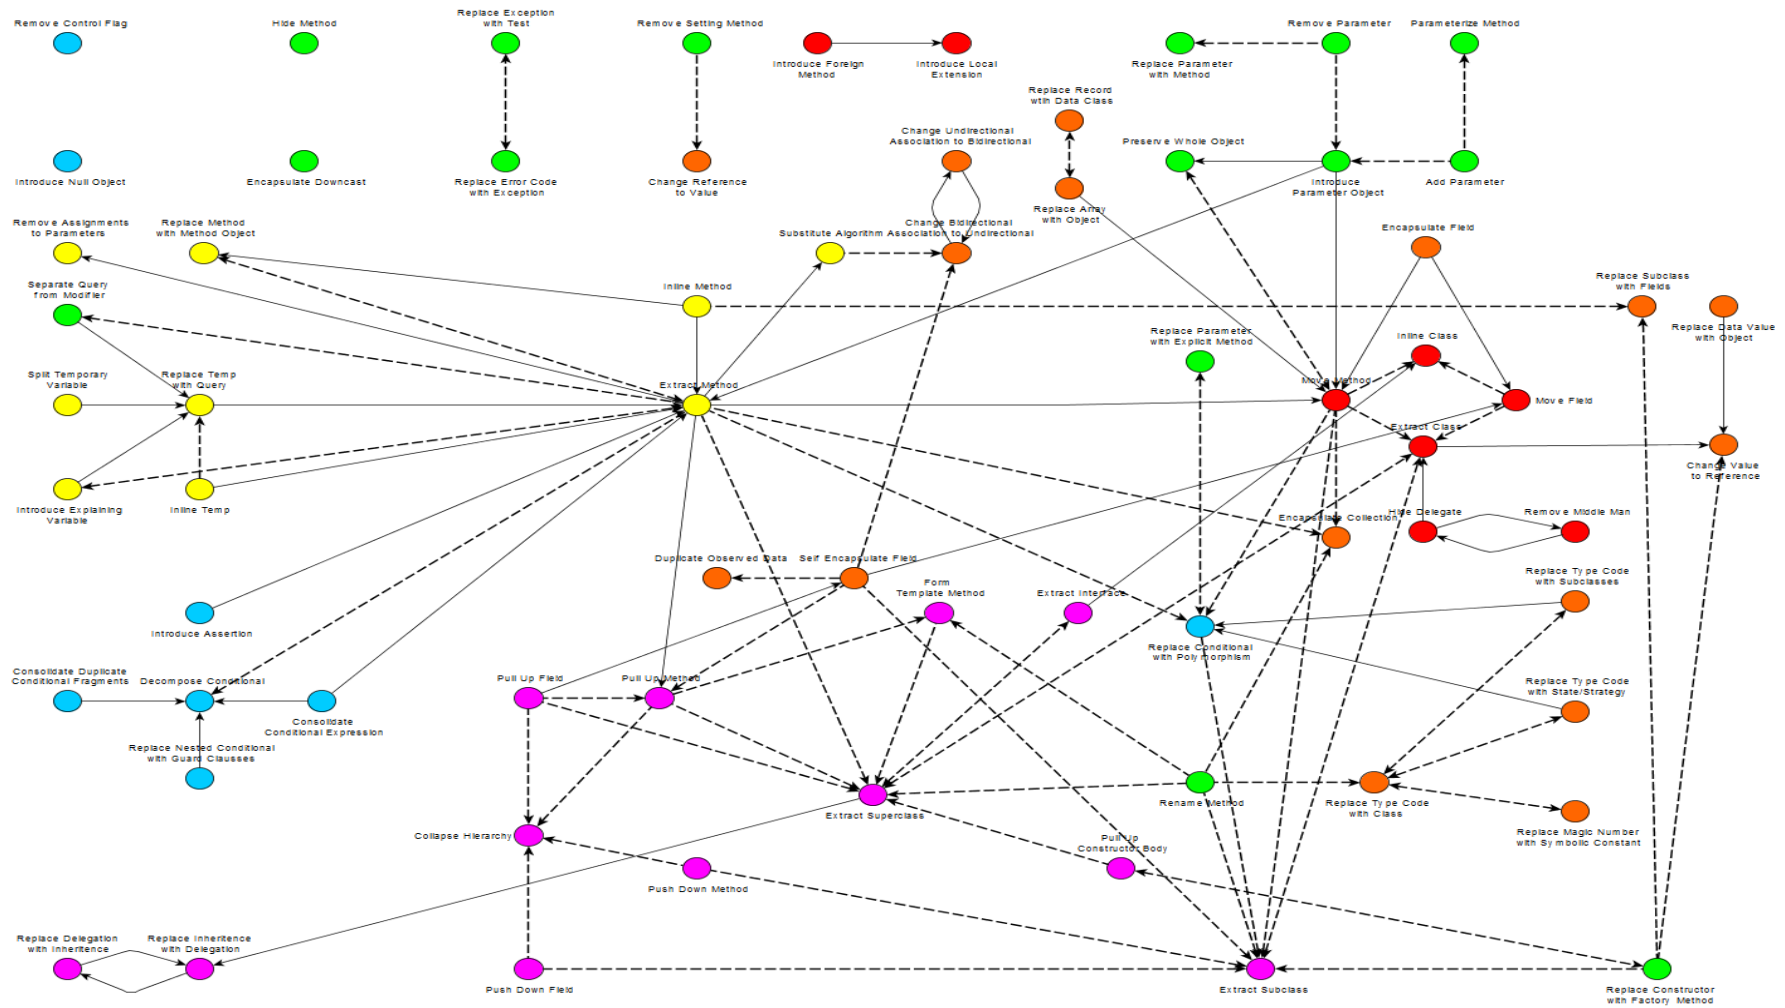 Remove Control Flag
Hide Method
Replace Exception
with Test
Remove Setting Method
Introduce Foreign
Method
Introduce Local
Extension
Remove Parameter
Parameterize Method
Replace Parameter
with Method
Replace Record
wtih Data Class
Introduce Null Object
Encapsulate Downcast
Replace Error Code
with Exception
Change Reference
to Value
Change Undirectional
Association to Bidirectional
Preserve Whole Object
Introduce
Parameter Object
Add Parameter
Replace Array
with Object
Remove Assignments
to Parameters
Replace Method
with Method Object
Substitute Algorithm
Change Bidirectional
Association to Undirectional
Encapsulate Field
Separate Query
from Modifier
Inline Method
Replace Subclass
with Fields
Replace Data Value
with Object
Replace Parameter
with Explicit Method
Inline Class
Split Temporary
Variable
Replace Temp
with Query
Extract Method
Move Method
Move Field
Extract Class
Change Value
to Reference
Introduce Explaining
Variable
Inline Temp
Encapsulate Collection
Hide Delegate
Remove Middle Man
Duplicate Observed Data
Self Encapsulate Field
Form
Template Method
Extract Interface
Replace Type Code
with Subclasses
Introduce Assertion
Replace Conditional
with Polymorphism
Consolidate Duplicate
Conditional Fragments
Decompose Conditional
Consolidate
Conditional Expression
Pull Up Field
Pull Up Method
Replace Type Code
with State/Strategy
Replace Nested Conditional
with Guard Clausses
Extract Superclass
Rename Method
Replace Type Code
with Class
Replace Magic Number
with Symbolic Constant
Collapse Hierarchy
Pull Up
Constructor Body
Push Down Method
Replace Delegation
with Inheritence
Replace Inheritence
with Delegation
Push Down Field
Extract Subclass
Replace Constructor
with Factory Method